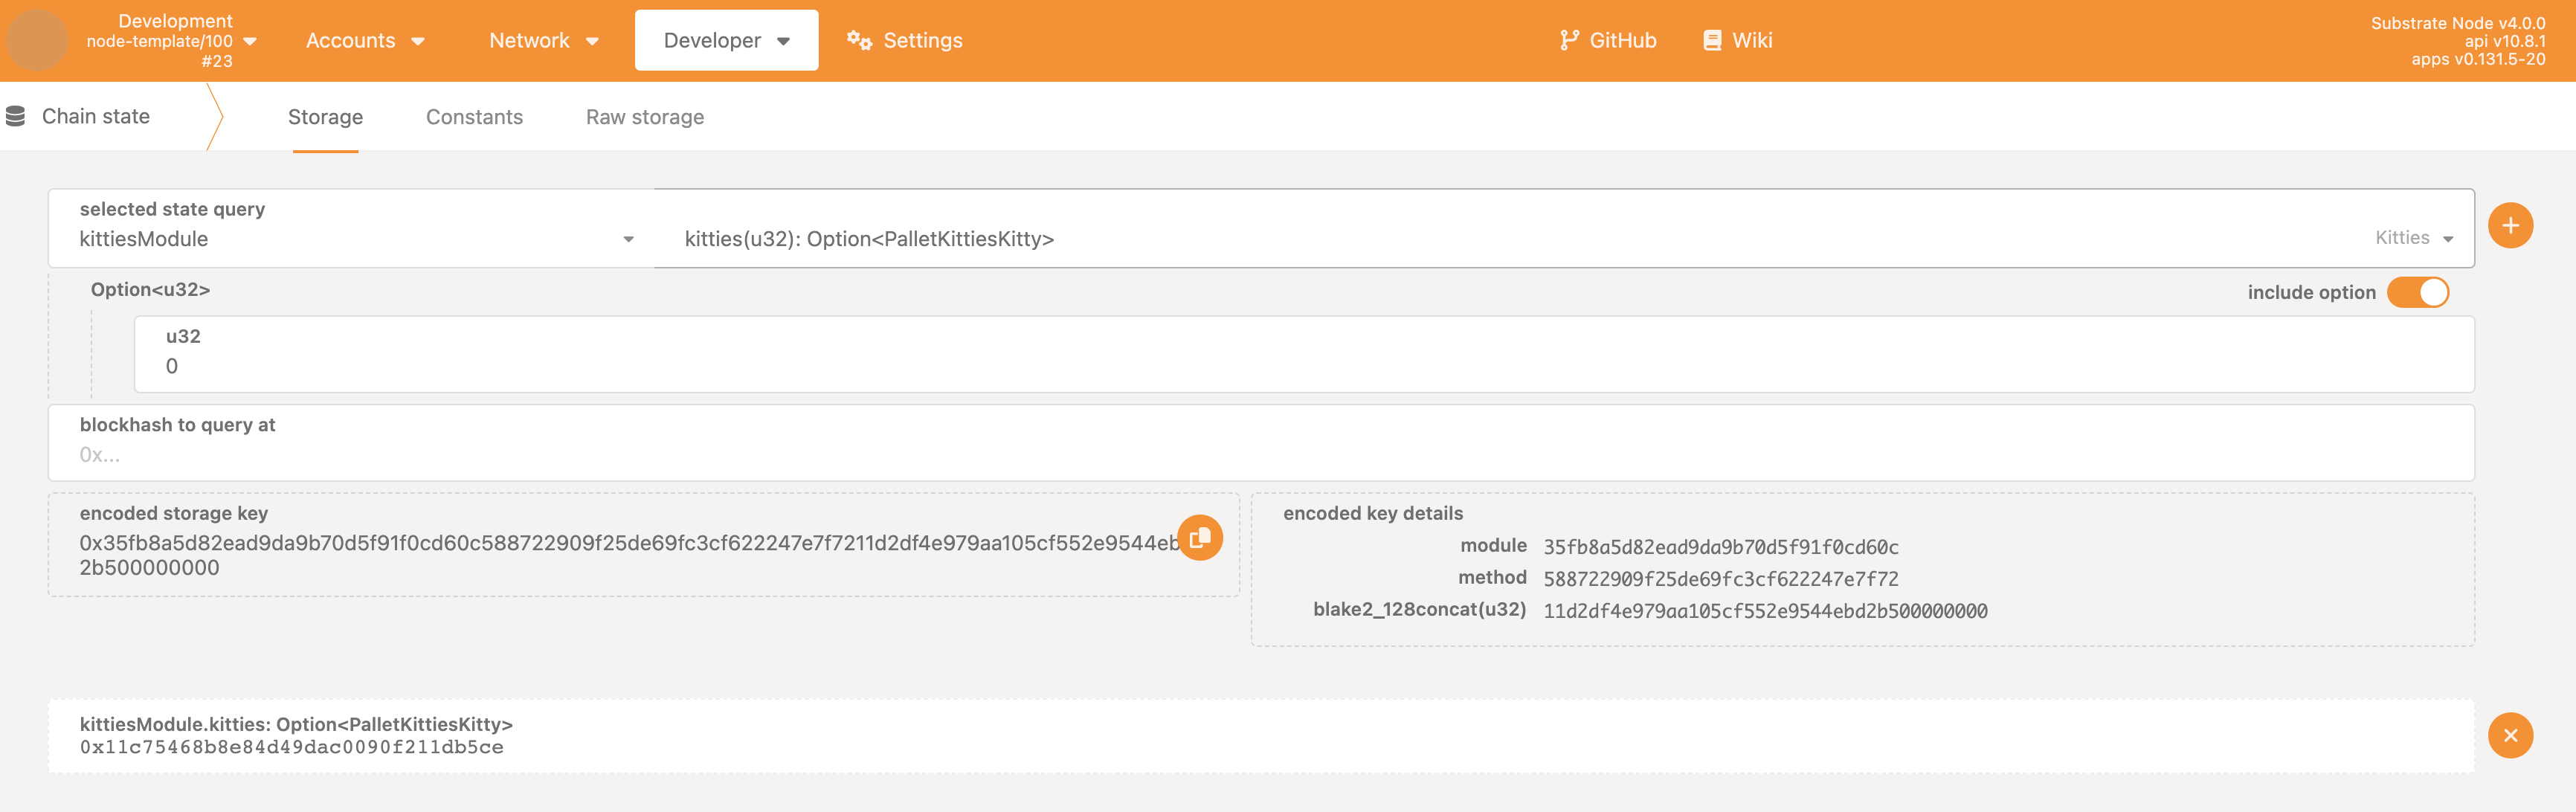 Development
node-template/100
#23
Accounts
Network
Developer
Settings
GitHub
Wiki
Substrate Node v4.0.0
api v10.8.1
apps v0.131.5-20
Chain state
Storage
Constants
Raw storage
selected state query
kittiesModule
kitties(u32): Option<PalletKittiesKitty>
Kitties
Option<u32>
include option
u32
0
blockhash to query at
0x...
encoded storage key
0x35fb8a5d82ead9da9b70d5f91f0cd60c588722909f25de69fc3cf622247e7f7211d2df4e979aa105cf552e9544eb
2b500000000
encoded key details
module 35fb8a5d82ead9da9b70d5f91f0cd60c
method 588722909f25de69fc3cf622247e7f72
blake2_128concat(u32) 11d2df4e979aa105cf552e9544ebd2b500000000
kittiesModule.kitties: Option<PalletKittiesKitty>
0x11c75468b8e84d49dac0090f211db5ce